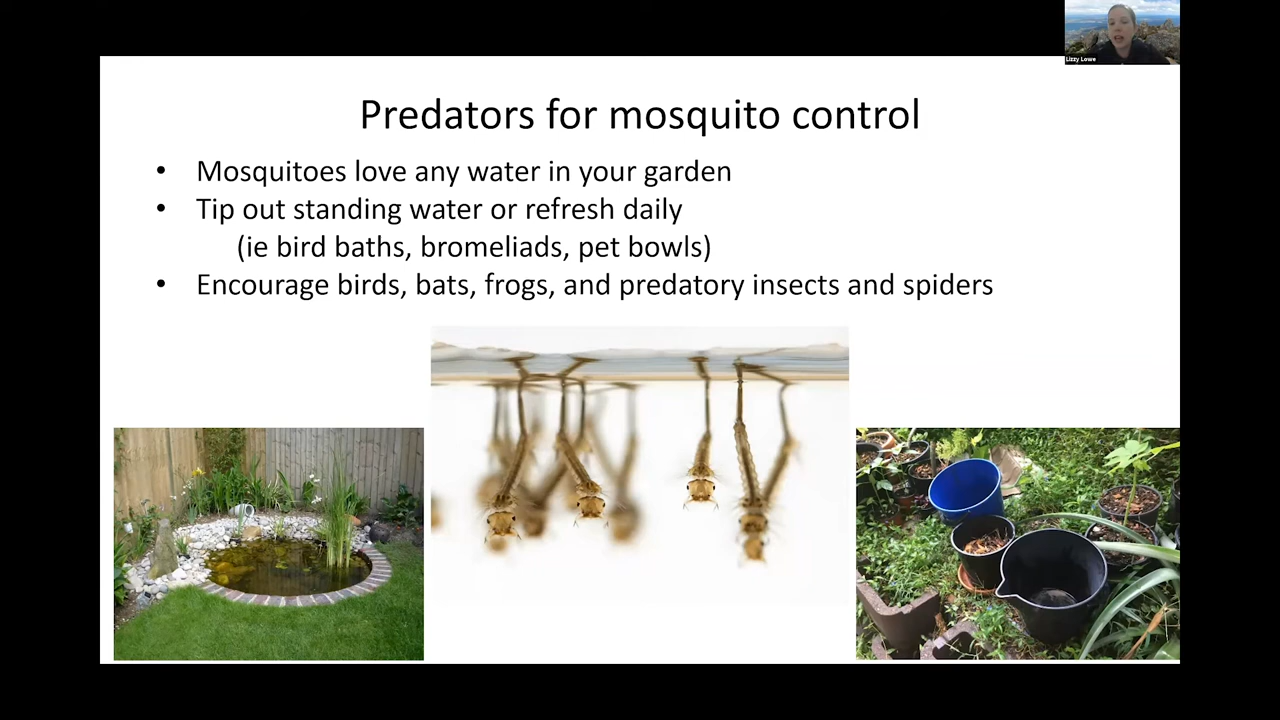 Lizzy Lowe
Predators for mosquito control
• Mosquitoes love any water in your garden
• Tip out standing water or refresh daily
(ie bird baths, bromeliads, pet bowls)
• Encourage birds, bats, frogs, and predatory insects and spiders